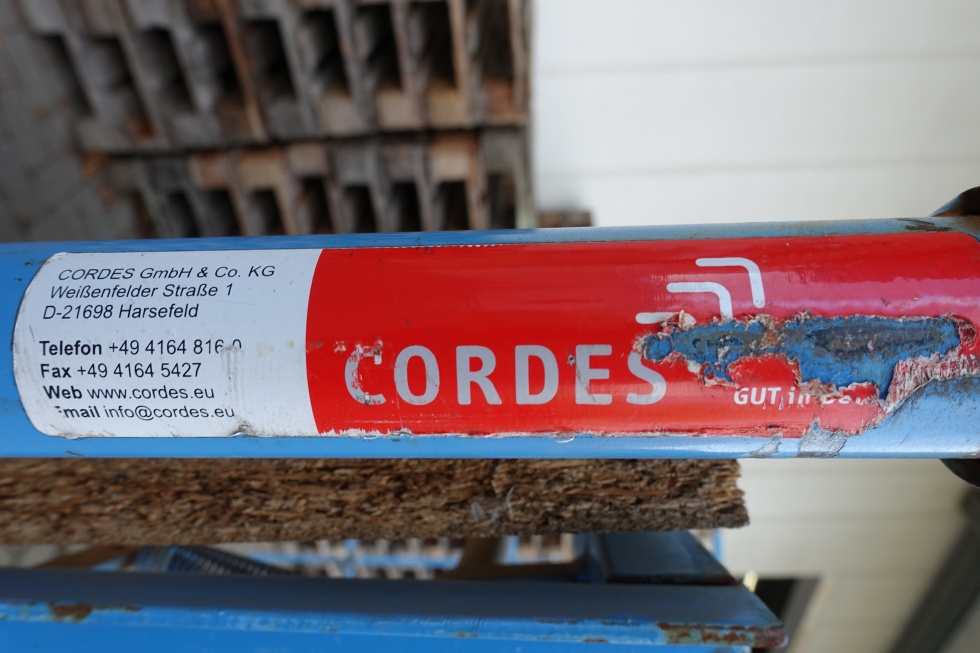 CORDES GmbH & Co. KG
Weißenfelder Straße 1
D-21698 Harsefeld
Telefon +49 4164 816-0
Fax +49 4164 5427
Web www.cordes.eu
Email info@cordes.eu
CORDES
GUT in